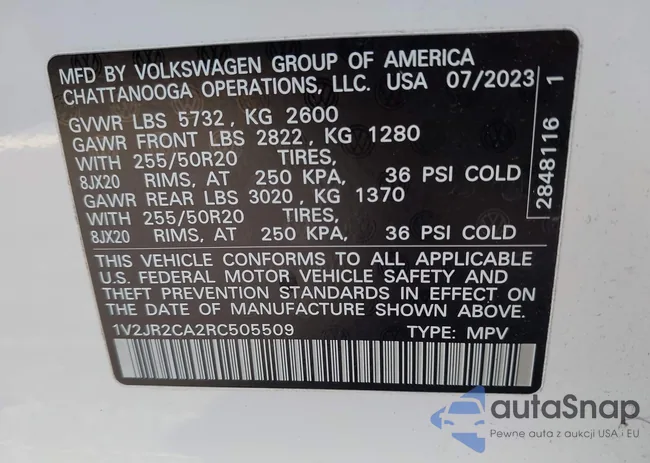 MFD BY VOLKSWAGEN GROUP OF AMERICA
CHATTANOOGA OPERATIONS, LLC. USA 07/2023
GVWR LBS 5732, KG 2600
GAWR FRONT LBS 2822, KG 1280
WITH 255/50R20 TIRES,
8JX20 RIMS, AT 250 KPA, 36 PSI COLD
GAWR REAR LBS 3020, KG 1370
WITH 255/50R20 TIRES,
8JX20 RIMS, AT 250 KPA, 36 PSI COLD
THIS VEHICLE CONFORMS TO ALL APPLICABLE
U.S. FEDERAL MOTOR VEHICLE SAFETY AND
THEFT PREVENTION STANDARDS IN EFFECT
ON DATE OF MANUFACTURE SHOWN ABOVE.
1V2JR2CA2RC505509 TYPE: MPV
2848116 1
autaSnap
Pewne auta z aukcji USA i EU